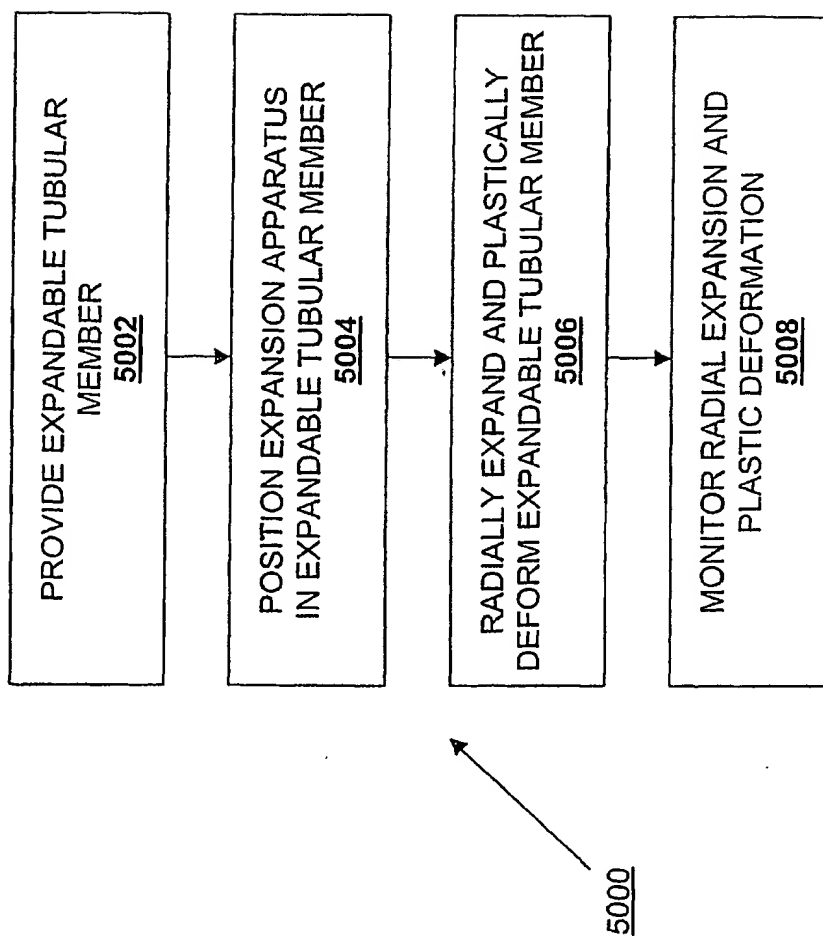 PROVIDE EXPANDABLE TUBULAR
MEMBER
5002
POSITION EXPANSION APPARATUS
IN EXPANDABLE TUBULAR MEMBER
5004
RADIALLY EXPAND AND PLASTICALLY
DEFORM EXPANDABLE TUBULAR MEMBER
5006
MONITOR RADIAL EXPANSION AND
PLASTIC DEFORMATION
5008
5000